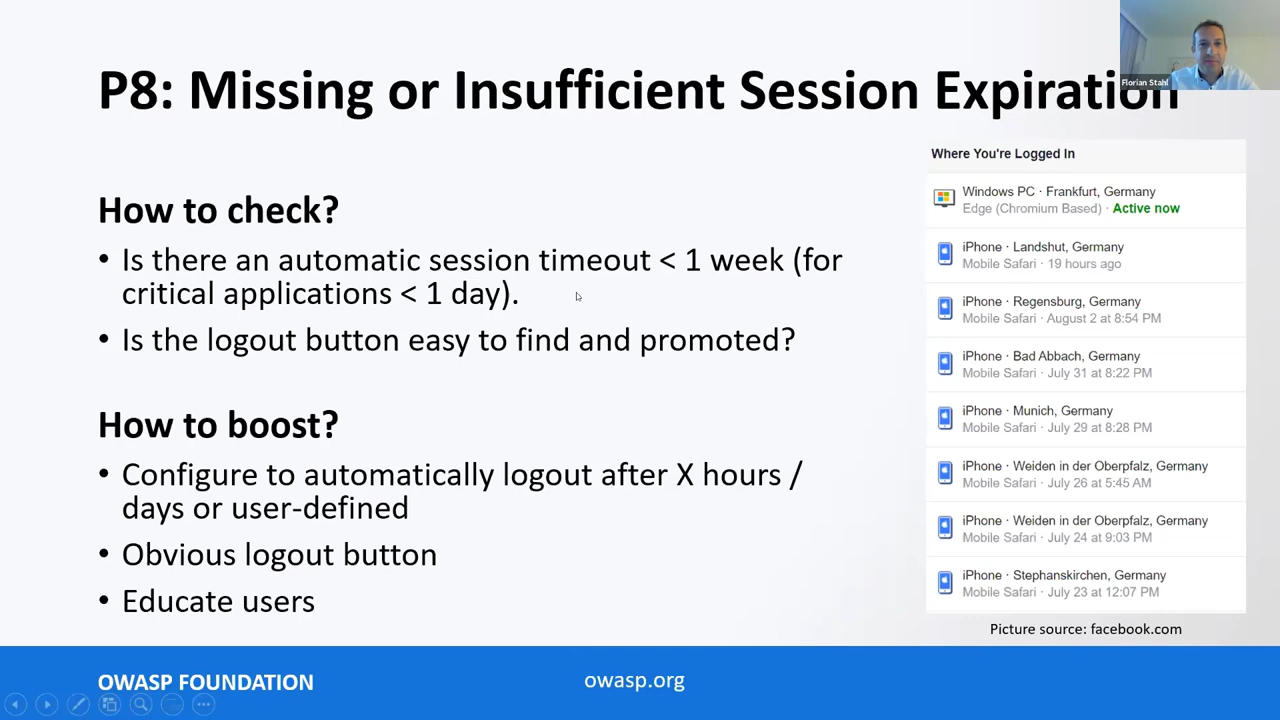 P8: Missing or Insufficient Session Expiration
Florian Stahl
How to check?
• Is there an automatic session timeout < 1 week (for
critical applications < 1 day).
• Is the logout button easy to find and promoted?
How to boost?
• Configure to automatically logout after X hours /
days or user-defined
• Obvious logout button
• Educate users
Where You're Logged In
Windows PC · Frankfurt, Germany
Edge (Chromium Based) · Active now
iPhone · Landshut, Germany
Mobile Safari · 19 hours ago
iPhone · Regensburg, Germany
Mobile Safari · August 2 at 8:54 PM
iPhone · Bad Abbach, Germany
Mobile Safari · July 31 at 8:22 PM
iPhone · Munich, Germany
Mobile Safari · July 29 at 8:28 PM
iPhone · Weiden in der Oberpfalz, Germany
Mobile Safari · July 26 at 5:45 AM
iPhone · Weiden in der Oberpfalz, Germany
Mobile Safari · July 24 at 9:03 PM
iPhone · Stephanskirchen, Germany
Mobile Safari · July 23 at 12:07 PM
Picture source: facebook.com
OWASP FOUNDATION
owasp.org